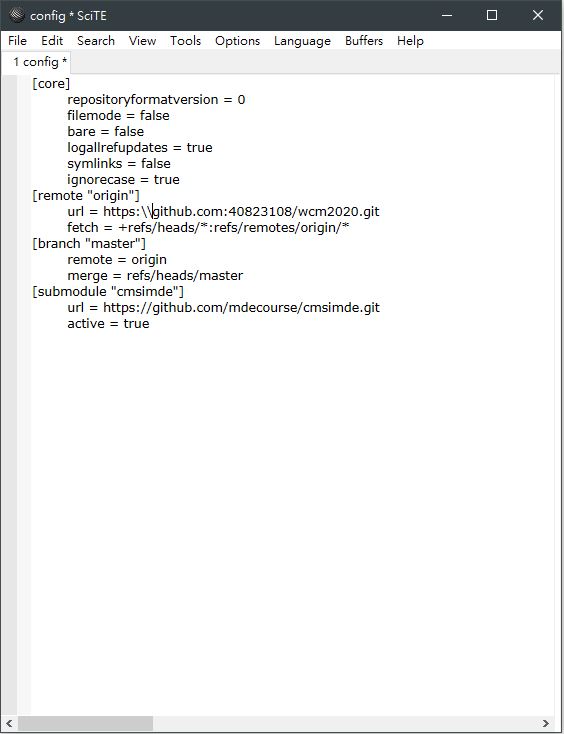 config * SciTE
File Edit Search View Tools Options Language Buffers Help
1 config *
[core]
repositoryformatversion = 0
filemode = false
bare = false
logallrefupdates = true
symlinks = false
ignorecase = true
[remote "origin"]
url = https:\\github.com:40823108/wcm2020.git
fetch = +refs/heads/*:refs/remotes/origin/*
[branch "master"]
remote = origin
merge = refs/heads/master
[submodule "cmsimde"]
url = https://github.com/mdecourse/cmsimde.git
active = true